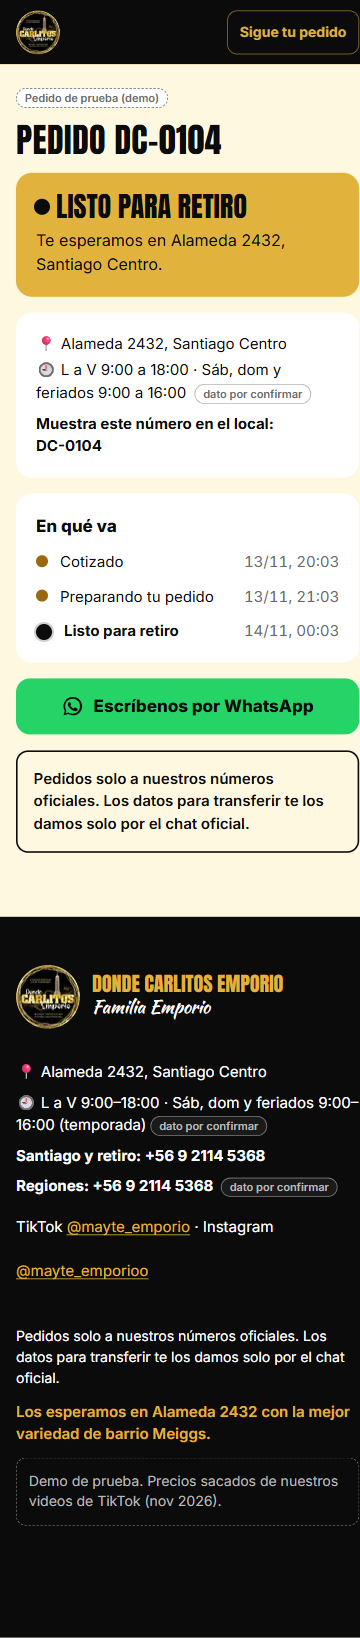 Donde
CARLITOS
Emporio
Sigue tu pedido
Pedido de prueba (demo)
PEDIDO DC-0104
LISTO PARA RETIRO
Te esperamos en Alameda 2432,
Santiago Centro.
📍 Alameda 2432, Santiago Centro
🕘 L a V 9:00 a 18:00 · Sáb, dom y
feriados 9:00 a 16:00 dato por confirmar
Muestra este número en el local:
DC-0104
En qué va
Cotizado 13/11, 20:03
Preparando tu pedido 13/11, 21:03
Listo para retiro 14/11, 00:03
Escríbenos por WhatsApp
Pedidos solo a nuestros números
oficiales. Los datos para transferir te los
damos solo por el chat oficial.
Donde
CARLITOS
Emporio
DONDE CARLITOS EMPORIO
Familia Emporio
📍 Alameda 2432, Santiago Centro
🕘 L a V 9:00–18:00 · Sáb, dom y feriados 9:00–
16:00 (temporada) dato por confirmar
Santiago y retiro: +56 9 2114 5368
Regiones: +56 9 2114 5368 dato por confirmar
TikTok @mayte_emporio · Instagram
@mayte_emporioo
Pedidos solo a nuestros números oficiales. Los
datos para transferir te los damos solo por el chat
oficial.
Los esperamos en Alameda 2432 con la mejor
variedad de barrio Meiggs.
Demo de prueba. Precios sacados de nuestros
videos de TikTok (nov 2026).